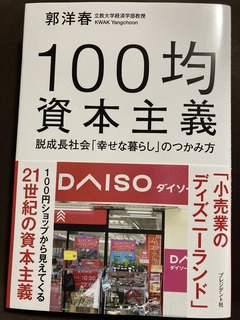 郭洋春 立教大学経済学部教授
KWAK Yangchoon
100均
資本主義
脱成長社会「幸せな暮らし」のつかみ方
DAISO ダイソー
「小売業の
ディズニーランド」
100円ショップから見えてくる
21世紀の資本主義
プレジデント社